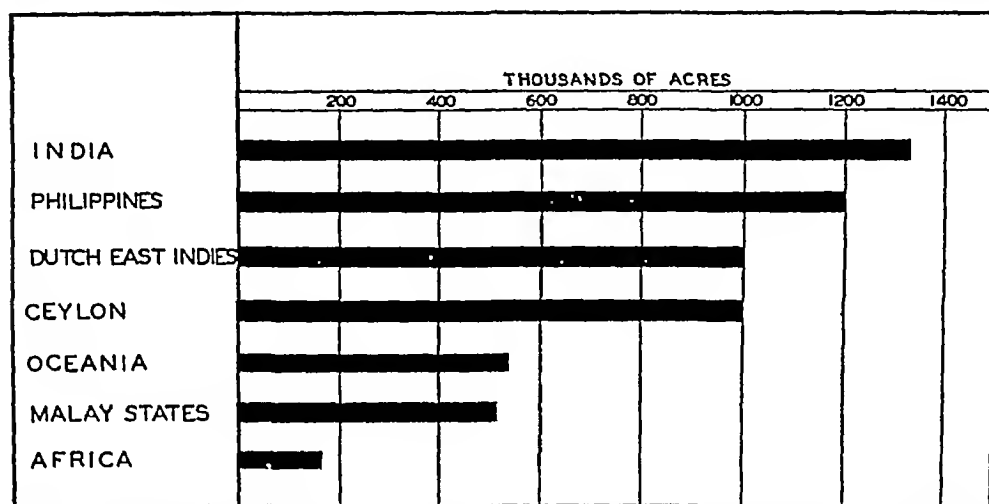 THOUSANDS OF ACRES
200 400 600 800 1000 1200 1400
INDIA
PHILIPPINES
DUTCH EAST INDIES
CEYLON
OCEANIA
MALAY STATES
AFRICA